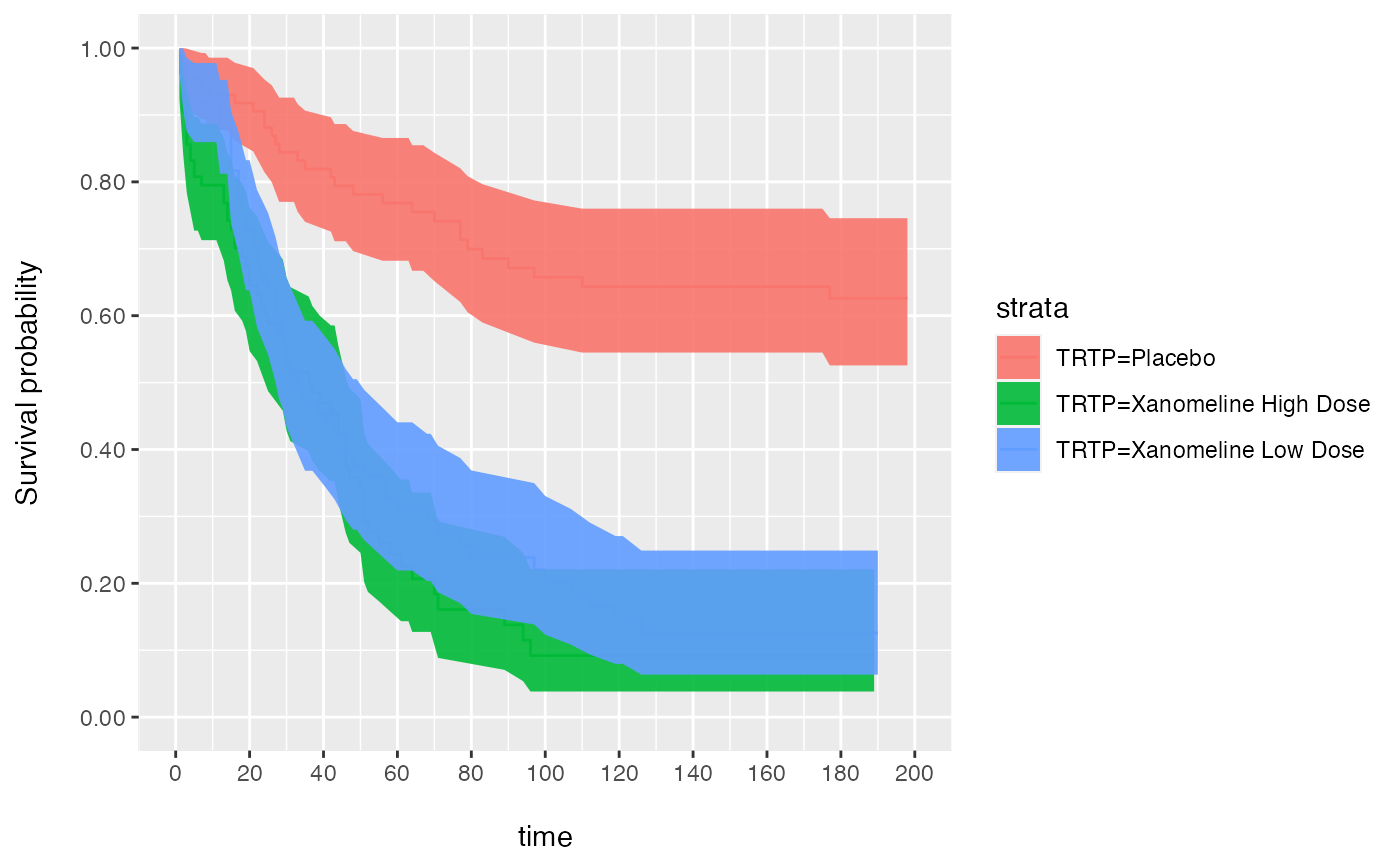 Survival probability
1.00
0.80
0.60
0.40
0.20
0.00
0 20 40 60 80 100 120 140 160 180 200
time
strata
TRTP=Placebo
TRTP=Xanomeline High Dose
TRTP=Xanomeline Low Dose